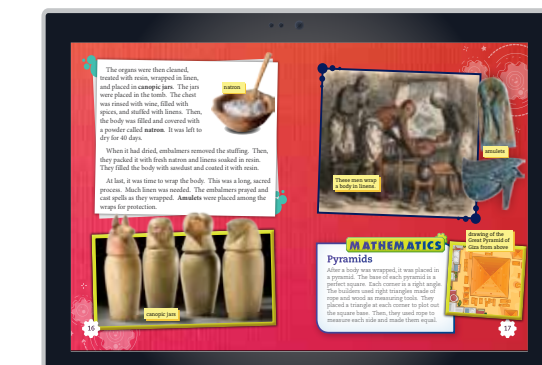 The organs were then cleaned,
treated with resin, wrapped in linen,
and placed in canopic jars. The jars
were placed in the tomb. The chest
was rinsed with wine, filled with
spices, and stuffed with linens. Then,
the body was filled and covered with
a powder called natron. It was left to
dry for 40 days.
When it had dried, embalmers removed the stuffing. Then,
they packed it with fresh natron and linens soaked in resin.
They filled the body with sawdust and coated it with resin.
At last, it was time to wrap the body. This was a long, sacred
process. Much linen was needed. The embalmers prayed and
cast spells as they wrapped. Amulets were placed among the
wraps for protection.
natron
canopic jars
16
These men wrap
a body in linens.
amulets
MATHEMATICS
Pyramids
After a body was wrapped, it was placed in
a pyramid. The base of each pyramid is a
perfect square. Each corner is a right angle.
The builders used right triangles made of
rope and wood as measuring tools. They
placed a triangle at each corner to plot out
the square base. Then, they used rope to
measure each side and made them equal.
drawing of the
Great Pyramid of
Giza from above
17